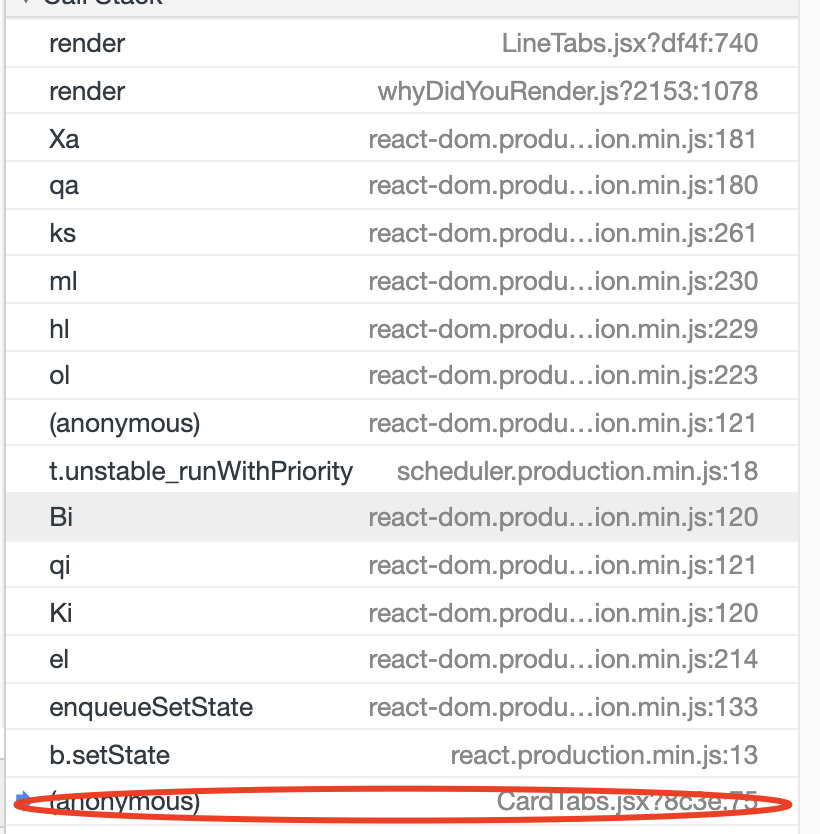 Call Stack
render LineTabs.jsx?df4f:740
render whyDidYouRender.js?2153:1078
Xa react-dom.produ…ion.min.js:181
qa react-dom.produ…ion.min.js:180
ks react-dom.produ…ion.min.js:261
ml react-dom.produ…ion.min.js:230
hl react-dom.produ…ion.min.js:229
ol react-dom.produ…ion.min.js:223
(anonymous) react-dom.produ…ion.min.js:121
t.unstable_runWithPriority scheduler.production.min.js:18
Bi react-dom.produ…ion.min.js:120
qi react-dom.produ…ion.min.js:121
Ki react-dom.produ…ion.min.js:120
el react-dom.produ…ion.min.js:214
enqueueSetState react-dom.produ…ion.min.js:133
b.setState react.production.min.js:13
(anonymous) CardTabs.jsx?8c3e:75